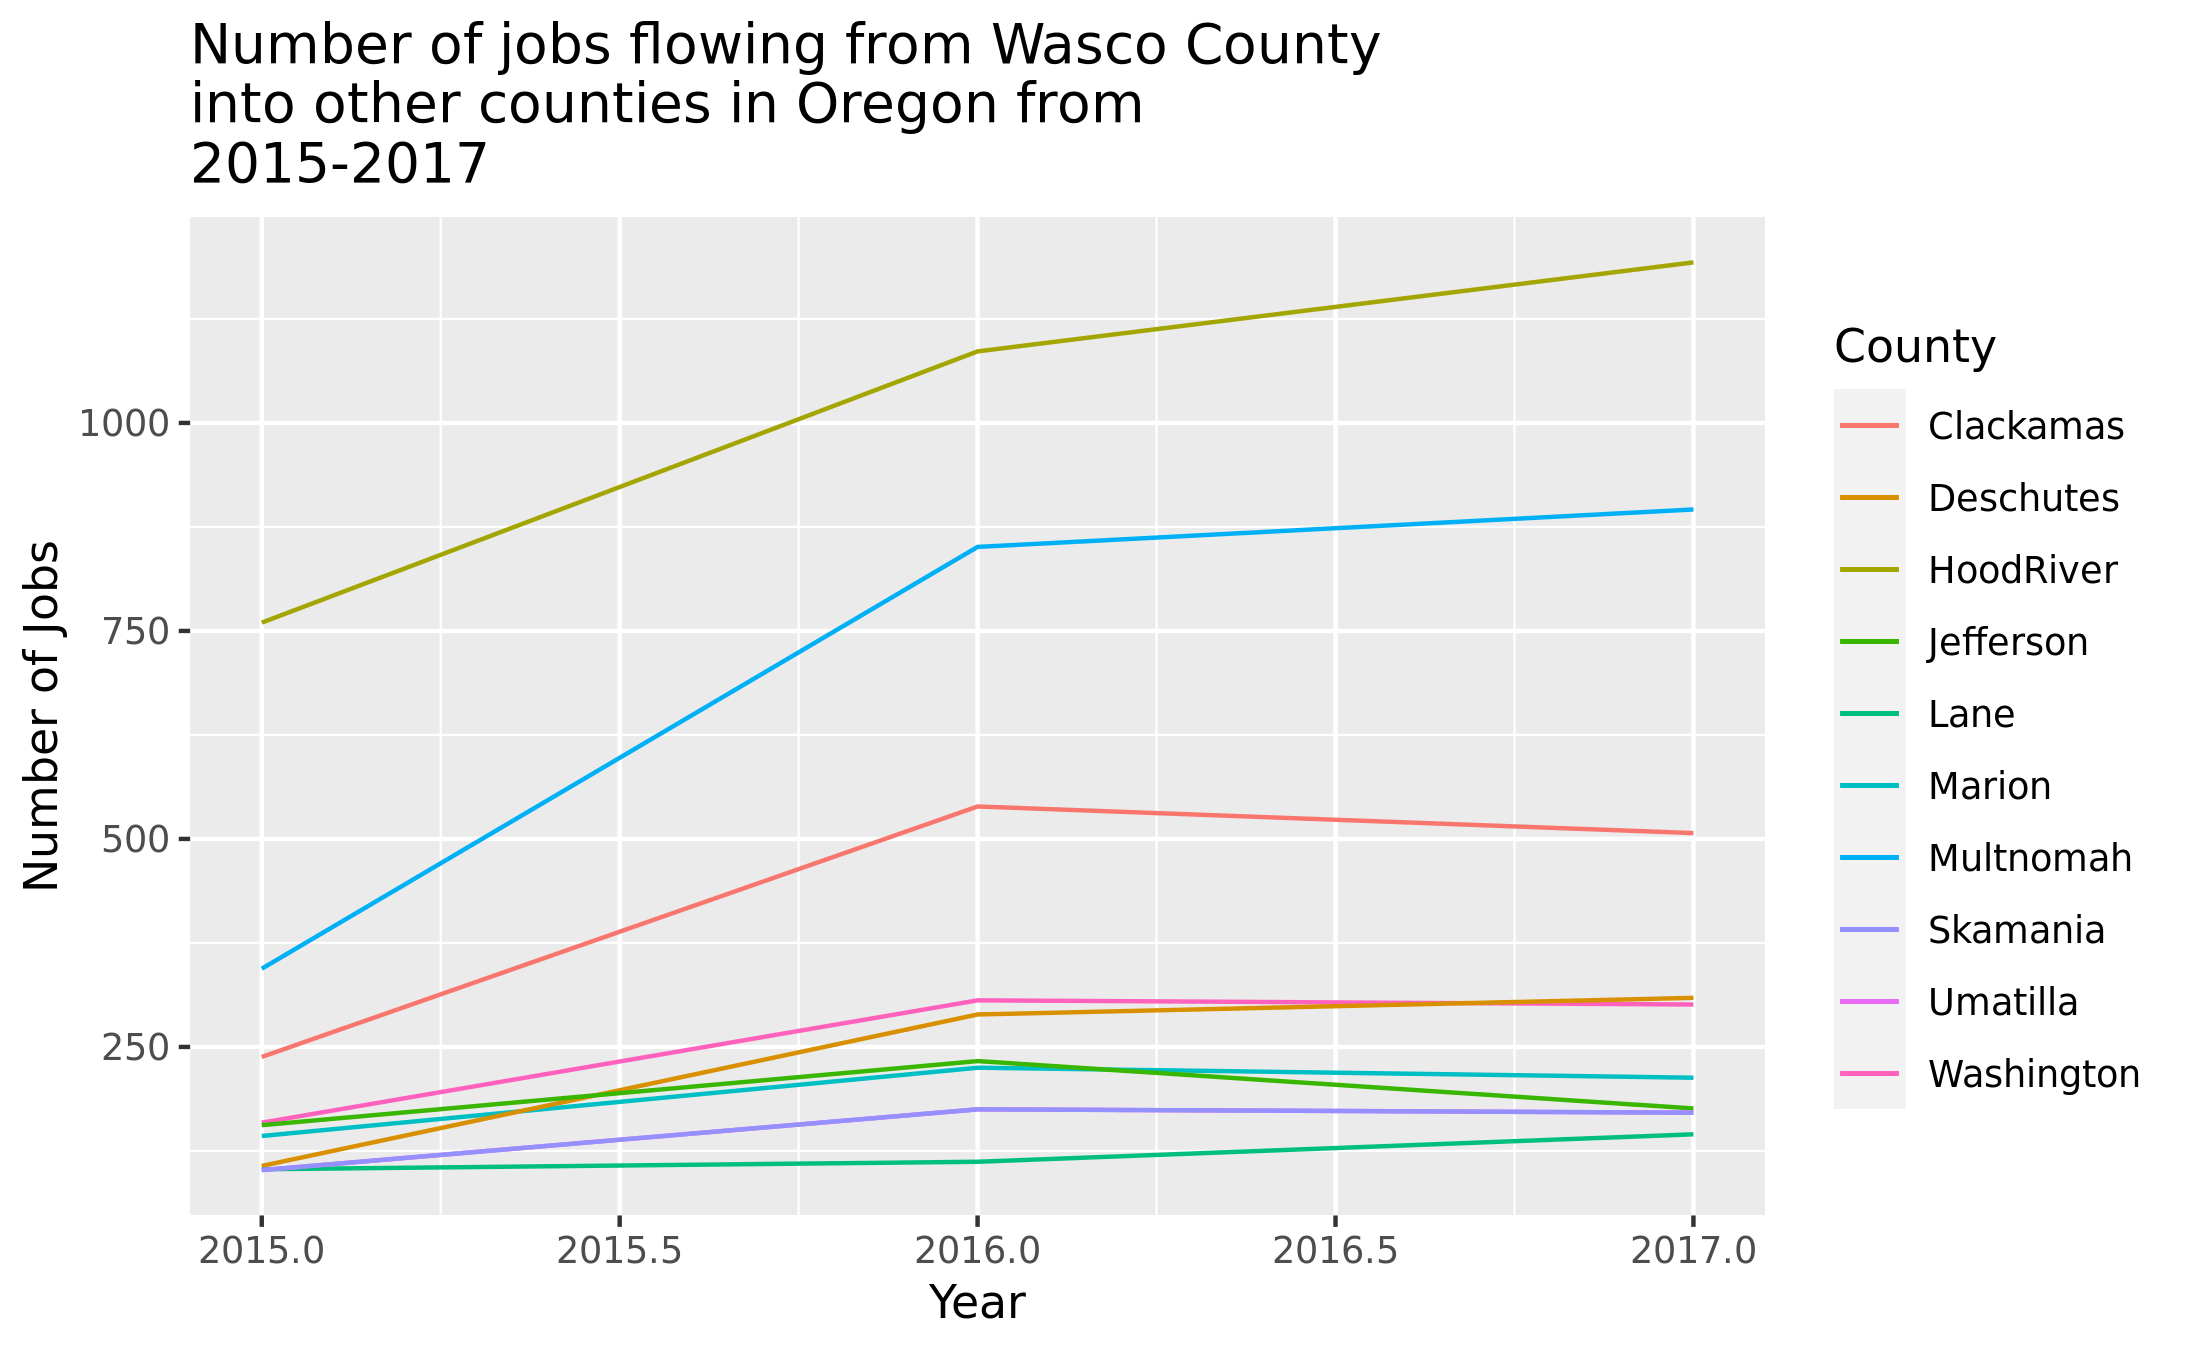 Number of jobs flowing from Wasco County
into other counties in Oregon from
2015-2017
1000
750
500
250
Number of Jobs
2015.0
2015.5
2016.0
2016.5
2017.0
Year
County
Clackamas
Deschutes
HoodRiver
Jefferson
Lane
Marion
Multnomah
Skamania
Umatilla
Washington